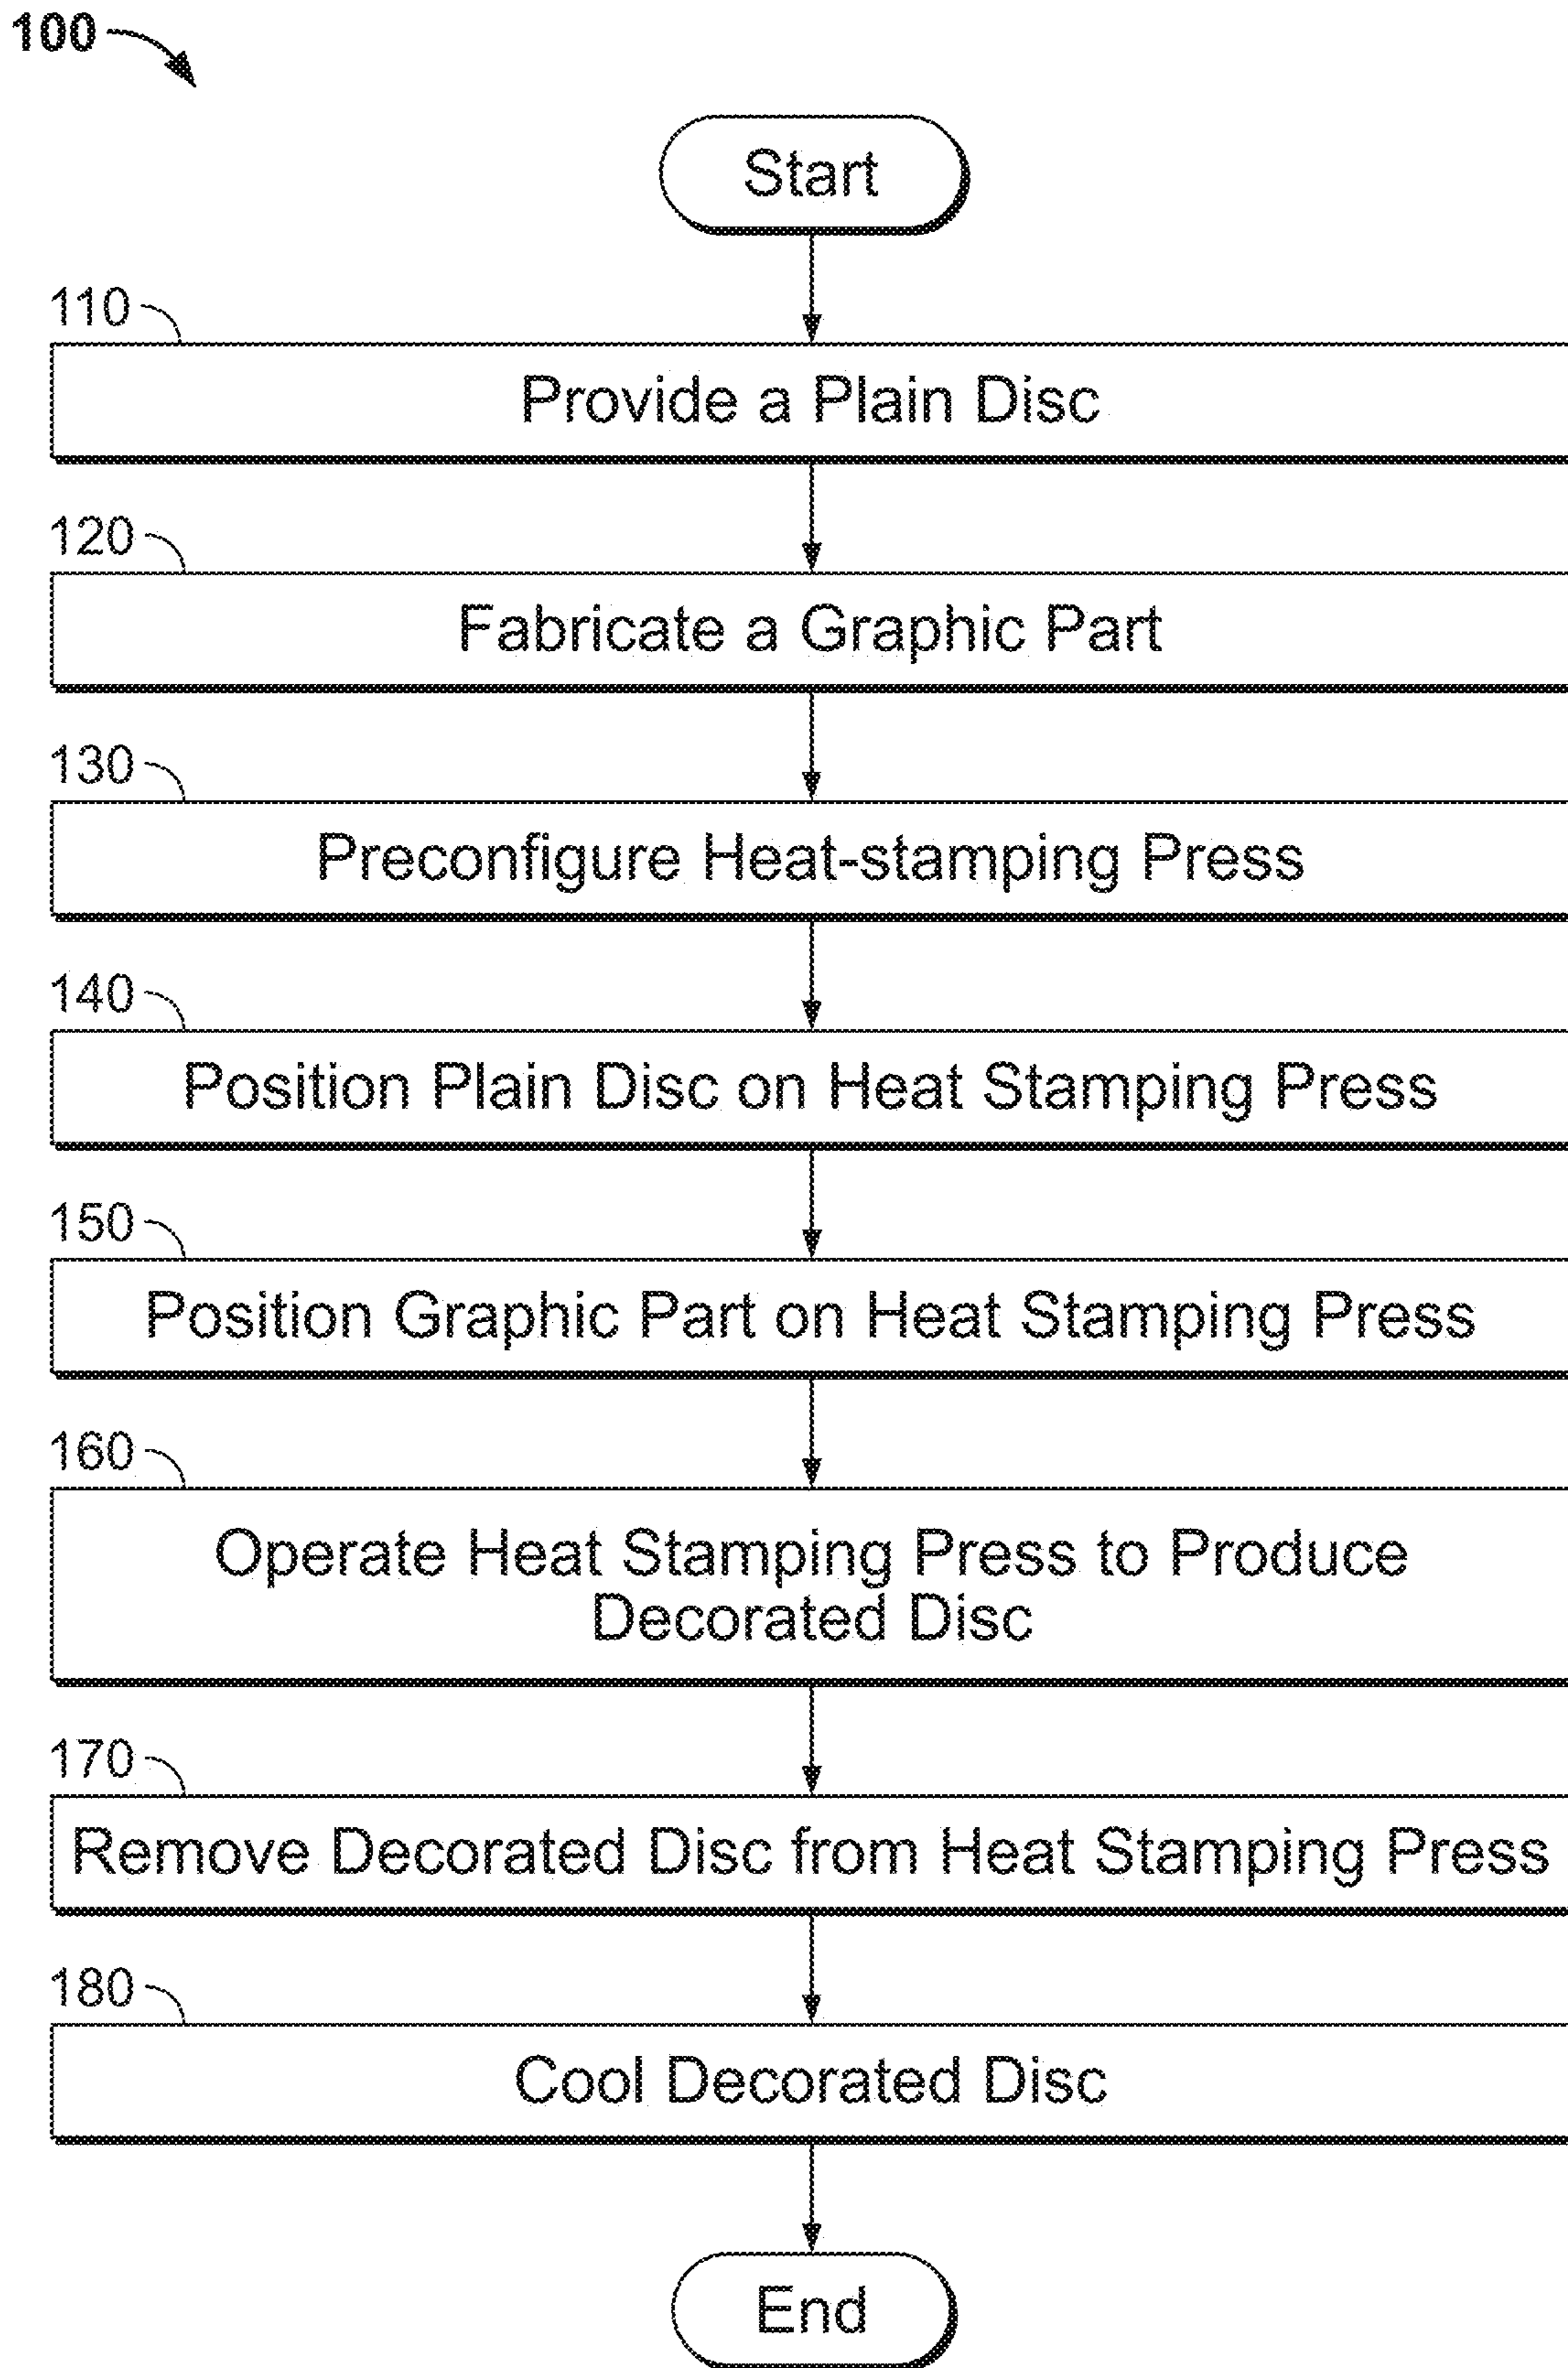 100
Start
110
Provide a Plain Disc
120
Fabricate a Graphic Part
130
Preconfigure Heat-stamping Press
140
Position Plain Disc on Heat Stamping Press
150
Position Graphic Part on Heat Stamping Press
160
Operate Heat Stamping Press to Produce
Decorated Disc
170
Remove Decorated Disc from Heat Stamping Press
180
Cool Decorated Disc
End